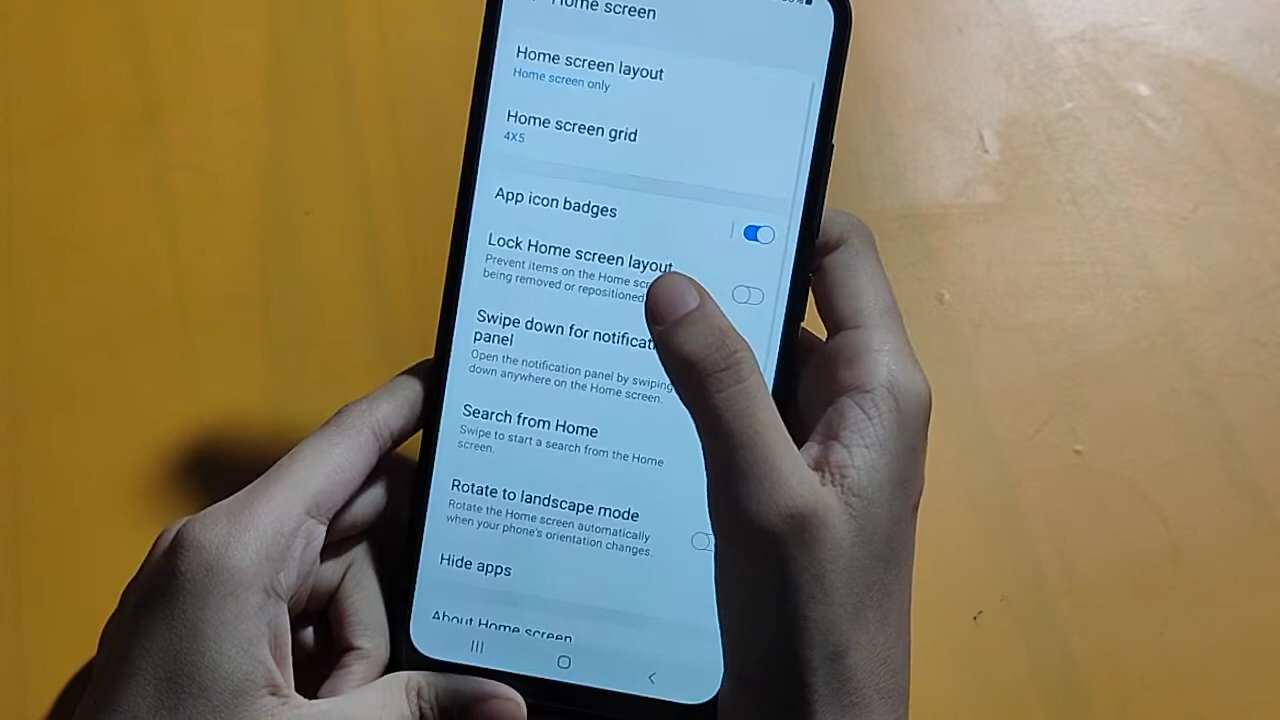 Home screen
Home screen layout
Home screen only
Home screen grid
4X5
App icon badges
Lock Home screen layout
Prevent items on the Home
being removed or repositioned
Swipe down for
panel
Open the notification panel by swiping
down anywhere on the Home screen.
Search from Home
Swipe to start a search from the Home
screen.
Rotate to landscape mode
Rotate the Home screen automatically
when your phone's orientation changes.
Hide apps
About Home screen